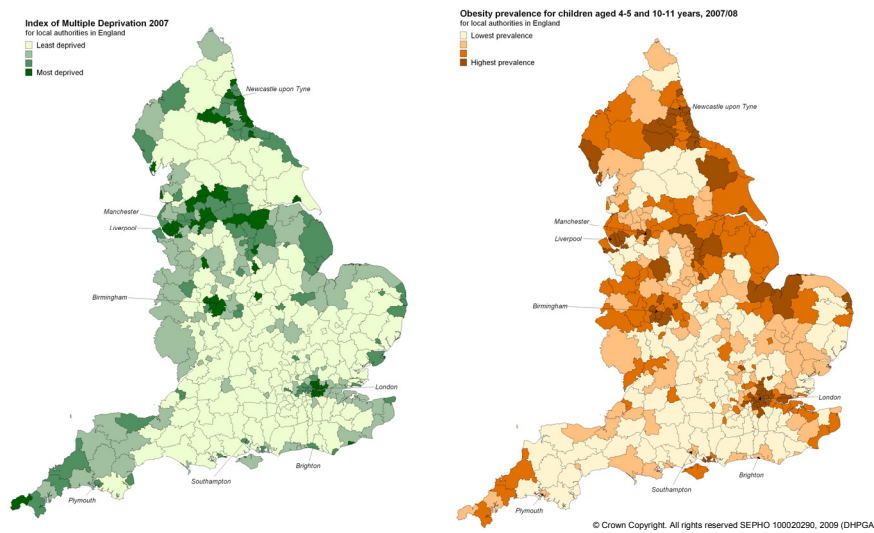 Index of Multiple Deprivation 2007
for local authorities in England
Least deprived
Most deprived
Newcastle upon Tyne
Manchester
Liverpool
Birmingham
London
Brighton
Southampton
Plymouth
Obesity prevalence for children aged 4-5 and 10-11 years, 2007/08
for local authorities in England
Lowest prevalence
Highest prevalence
Newcastle upon Tyne
Manchester
Liverpool
Birmingham
London
Brighton
Southampton
Plymouth
© Crown Copyright. All rights reserved SEPHO 100020290, 2009 (DHPGA